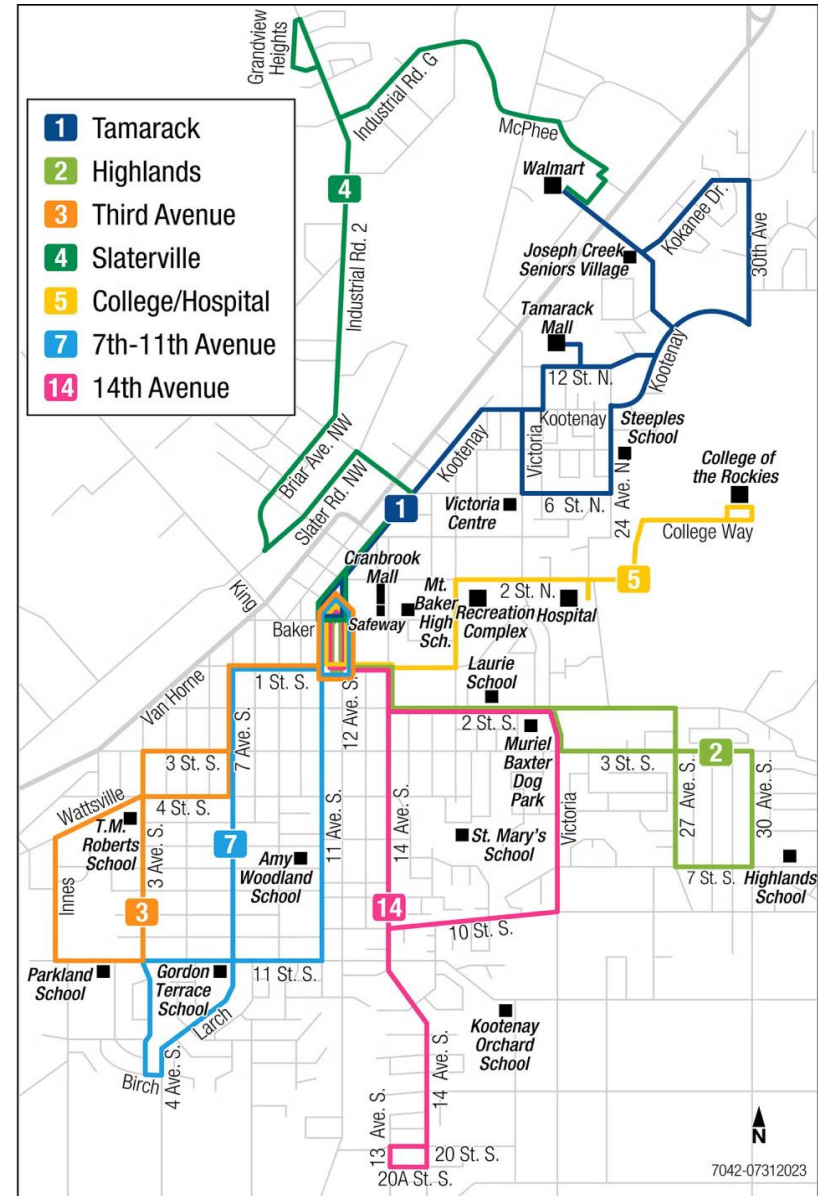 Grandview
Heights
Industrial Rd. G
McPhee
1 Tamarack
2 Highlands
3 Third Avenue
4 Slaterville
5 College/Hospital
7 7th-11th Avenue
14 14th Avenue
4
Industrial Rd. 2
Walmart
Kokanee Dr.
30th Ave
Joseph Creek
Seniors Village
Tamarack
Mall
12 St. N.
Kootenay
Briar Ave. NW
Slater Rd. NW
Kootenay
Victoria
Kootenay
Steeples
School
24 Ave. N.
College of
the Rockies
1
Victoria
Centre
6 St. N.
College Way
King
Cranbrook
Mall
Safeway
Mt.
Baker
High
Sch.
2 St. N.
5
Recreation
Complex
Hospital
Baker
Van Horne
1 St. S.
7 Ave. S.
12 Ave. S.
Laurie
School
2 St. S.
Muriel
Baxter
Dog
Park
2
3 St. S.
3 St. S.
Wattsville
4 St. S.
T.M.
Roberts
School
3 Ave. S.
7
Amy
Woodland
School
11 Ave. S.
14 Ave. S.
St. Mary's
School
Victoria
27 Ave. S.
30 Ave. S.
7 St. S.
Highlands
School
Innes
3
14
10 St. S.
Parkland
School
Gordon
Terrace
School
11 St. S.
Larch
Birch
4 Ave. S.
Kootenay
Orchard
School
13 Ave. S.
14 Ave. S.
20 St. S.
20A St. S.
N
7042-07312023